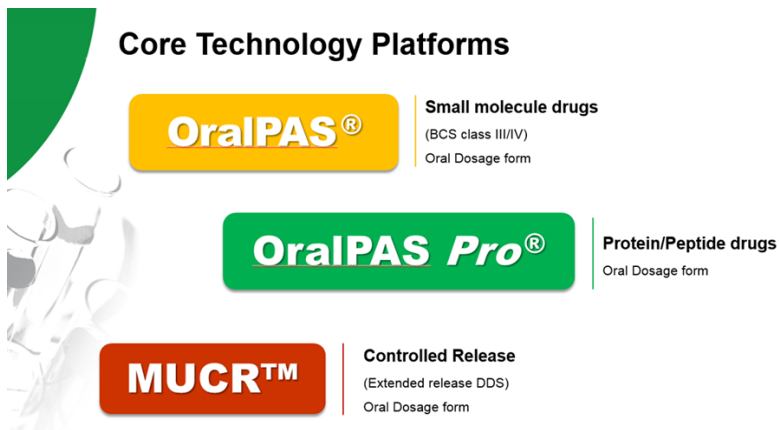 Core Technology Platforms
OralPAS®
Small molecule drugs
(BCS class III/IV)
Oral Dosage form
OralPAS Pro®
Protein/Peptide drugs
Oral Dosage form
MUCR™
Controlled Release
(Extended release DDS)
Oral Dosage form